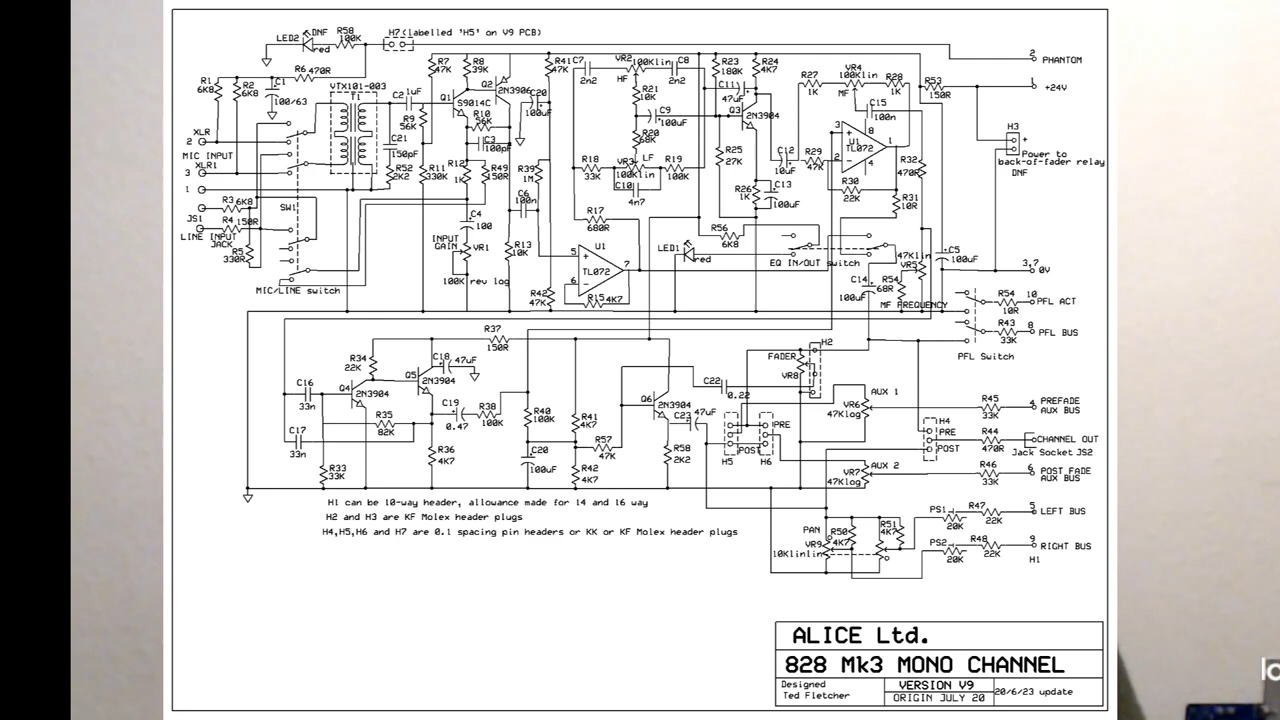 LED2 DNF
red
R58
100K
H7(labelled 'H5' on V9 PCB)
2
PHANTOM
1
+24V
R1
6K8
R2
6K8
R6 470R
C1
100/63
VTX101-003
T1
C2 1uF
R7
47K
R8
39K
Q1
S9014C
Q2
2N3906
R9
56K
R10
56K
C3
100pF
C20
100uF
R41
47K
C7
2n2
VR2 100Klin
HF
C8
2n2
R21
10K
C9
100uF
R20
68K
R23
180K
R24
4K7
C11
47uF
Q3
2N3904
R27
1K
VR4
100Klin
MF
R28
1K
C15
100n
R53
150R
H3
+
-
Power to
back-of-fader relay
DNF
XLR
2
MIC INPUT
XLR1
3
1
JS1
LINE INPUT
JACK
R3 6K8
R4 150R
R5
330R
SW1
MIC/LINE switch
C21
150pF
R52
2K2
R11
330K
R12
1K
R49
150R
C4
100
INPUT
GAIN
VR1
100K rev log
R13
10K
R39
1M
C6
100n
R42
47K
R18
33K
VR3 LF
100Klin
C10
4n7
R19
100K
R17
680R
U1
TL072
5
6
7
+
-
R15 4K7
R25
27K
R26
1K
C12
10uF
C13
100uF
R29
47K
U1
TL072
3
2
1
8
4
+
-
R30
22K
R32
470R
R31
10R
LED1
red
R56
6K8
EQ IN/OUT switch
C14
100uF
R54
68R
47Klin
VR5
MF FREQUENCY
C5
100uF
3,7
0V
R54
10R
10
PFL ACT
R43
33K
8
PFL BUS
PFL Switch
R37
150R
R34
22K
C16
33n
Q4
2N3904
C18
47uF
Q5
2N3904
C19
0.47
R38
100K
R35
82K
C17
33n
R33
33K
R36
4K7
R40
100K
C20
100uF
R41
4K7
R42
4K7
R57
47K
Q6
2N3904
C23
47uF
R58
2K2
C22
0.22
H2
FADER
VR8
PRE
POST
H5
H6
AUX 1
VR6
47Klog
AUX 2
VR7
47Klog
H4
PRE
POST
R45
33K
4
PREFADE
AUX BUS
R44
470R
CHANNEL OUT
Jack Socket JS2
R46
33K
6
POST FADE
AUX BUS
PAN
VR9
10Klinlin
R50
4K7
R51
4K7
PS1
20K
R47
22K
5
LEFT BUS
PS2
20K
R48
22K
9
RIGHT BUS
H1
H1 can be 10-way header, allowance made for 14 and 16 way
H2 and H3 are KF Molex header plugs
H4,H5,H6 and H7 are 0.1 spacing pin headers or KK or KF Molex header plugs
ALICE Ltd.
828 Mk3 MONO CHANNEL
Designed
Ted Fletcher
VERSION V9
ORIGIN JULY 20
20/6/23 update